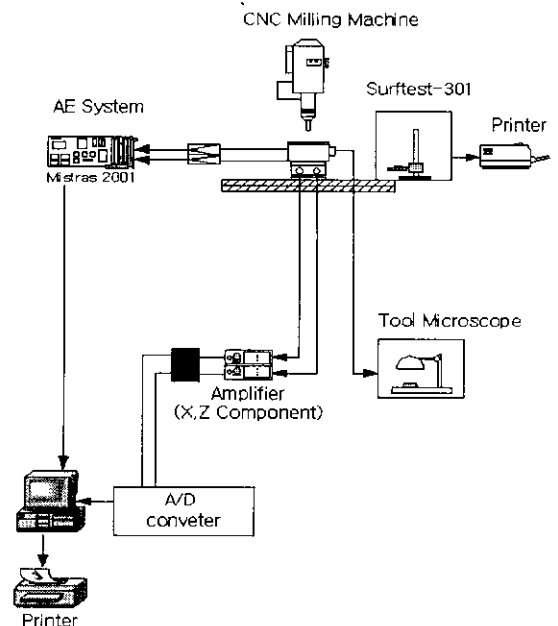 CNC Milling Machine
Surftest-301
AE System
Printer
Mistras 2001
Tool Microscope
Amplifier
(X,Z Component)
A/D
conveter
Printer